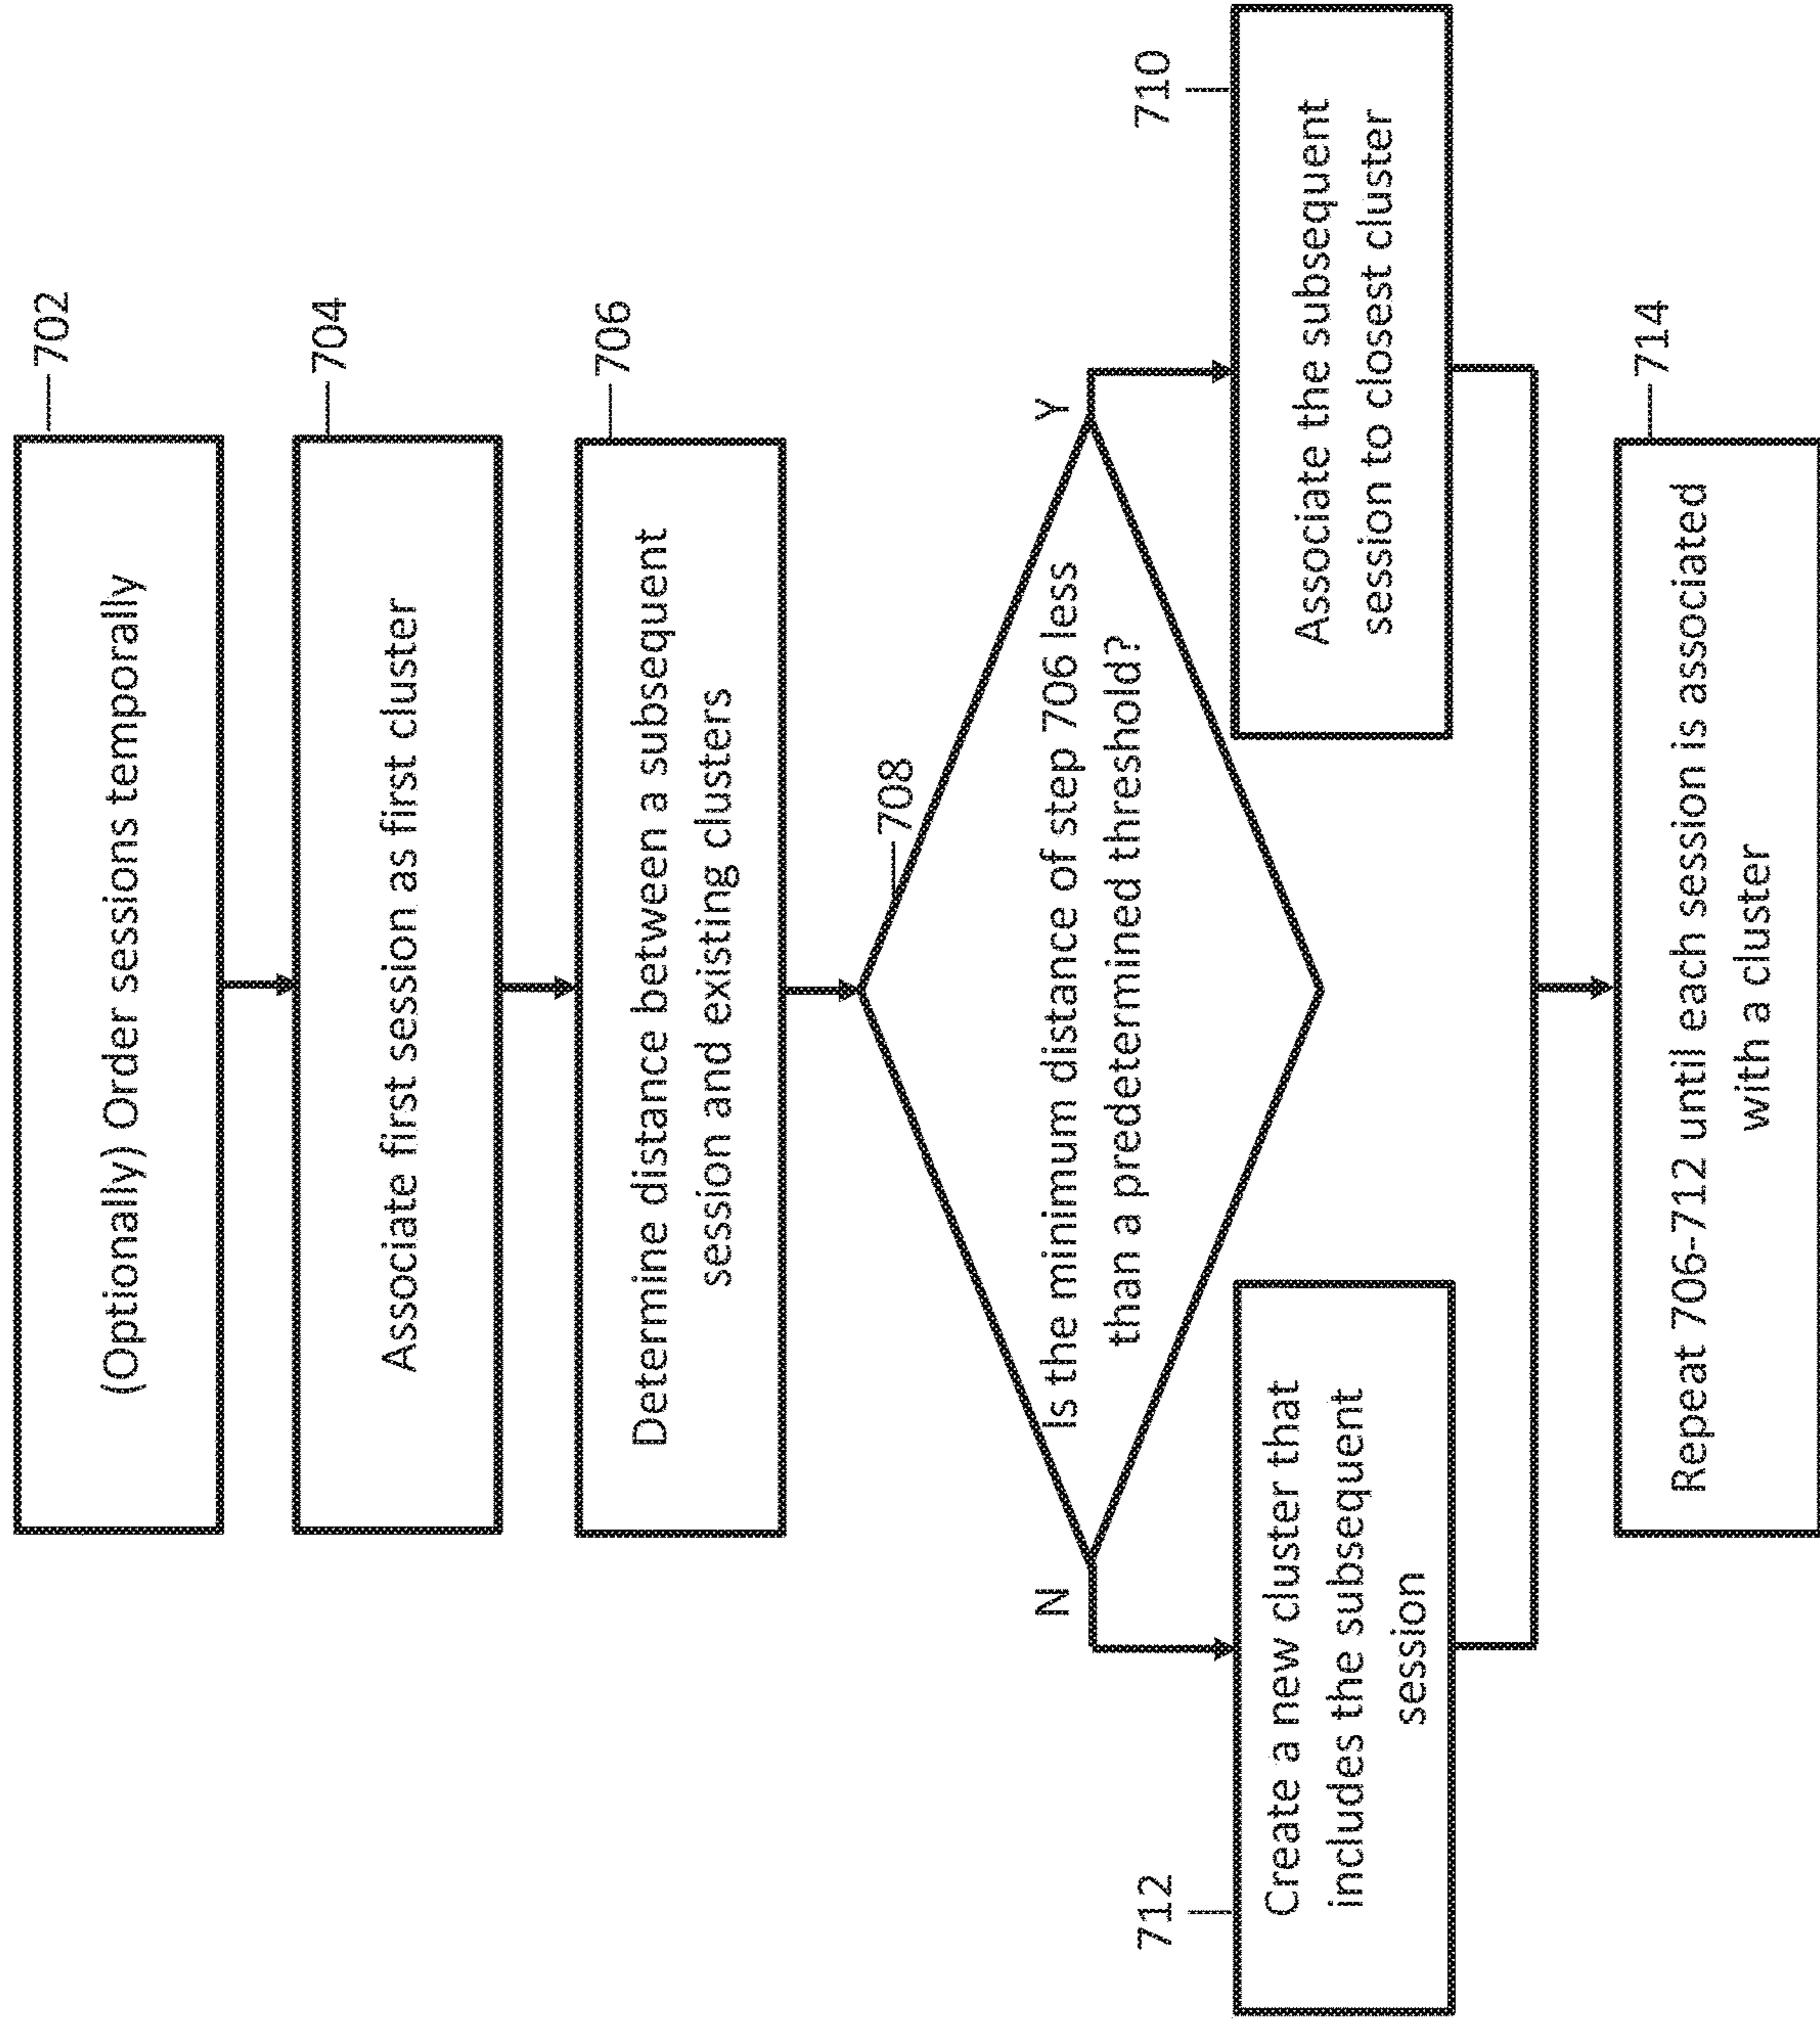 702
(Optionally) Order sessions temporally
704
Associate first session as first cluster
706
Determine distance between a subsequent
session and existing clusters
708
Is the minimum distance of step 706 less
than a predetermined threshold?
N
Y
712
Create a new cluster that
includes the subsequent
session
710
Associate the subsequent
session to closest cluster
714
Repeat 706-712 until each session is associated
with a cluster